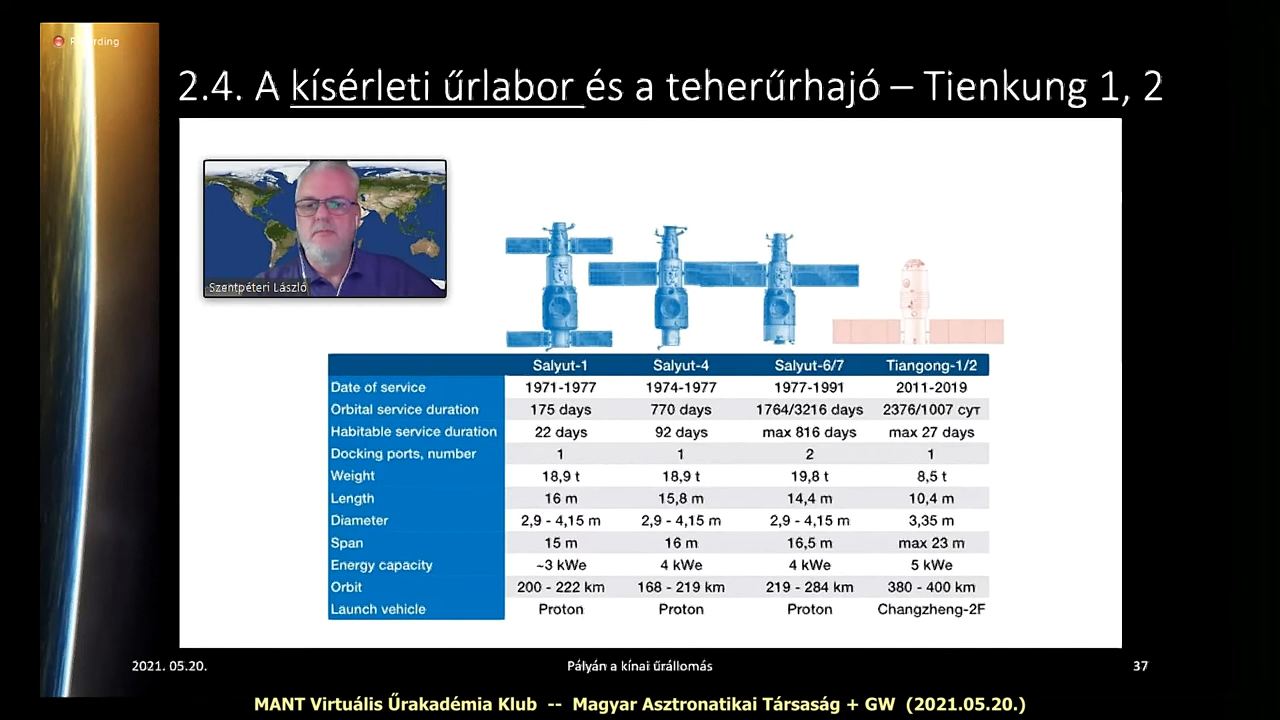 Recording
2.4. A kísérleti űrlabor és a teherűrhajó – Tienkung 1, 2
Szentpéteri László
Salyut-1 Salyut-4 Salyut-6/7 Tiangong-1/2
Date of service 1971-1977 1974-1977 1977-1991 2011-2019
Orbital service duration 175 days 770 days 1764/3216 days 2376/1007 сут
Habitable service duration 22 days 92 days max 816 days max 27 days
Docking ports, number 1 1 2 1
Weight 18,9 t 18,9 t 19,8 t 8,5 t
Length 16 m 15,8 m 14,4 m 10,4 m
Diameter 2,9 - 4,15 m 2,9 - 4,15 m 2,9 - 4,15 m 3,35 m
Span 15 m 16 m 16,5 m max 23 m
Energy capacity ~3 kWe 4 kWe 4 kWe 5 kWe
Orbit 200 - 222 km 168 - 219 km 219 - 284 km 380 - 400 km
Launch vehicle Proton Proton Proton Changzheng-2F
2021. 05.20. Pályán a kínai űrállomás 37
MANT Virtuális Űrakadémia Klub -- Magyar Asztronatikai Társaság + GW (2021.05.20.)